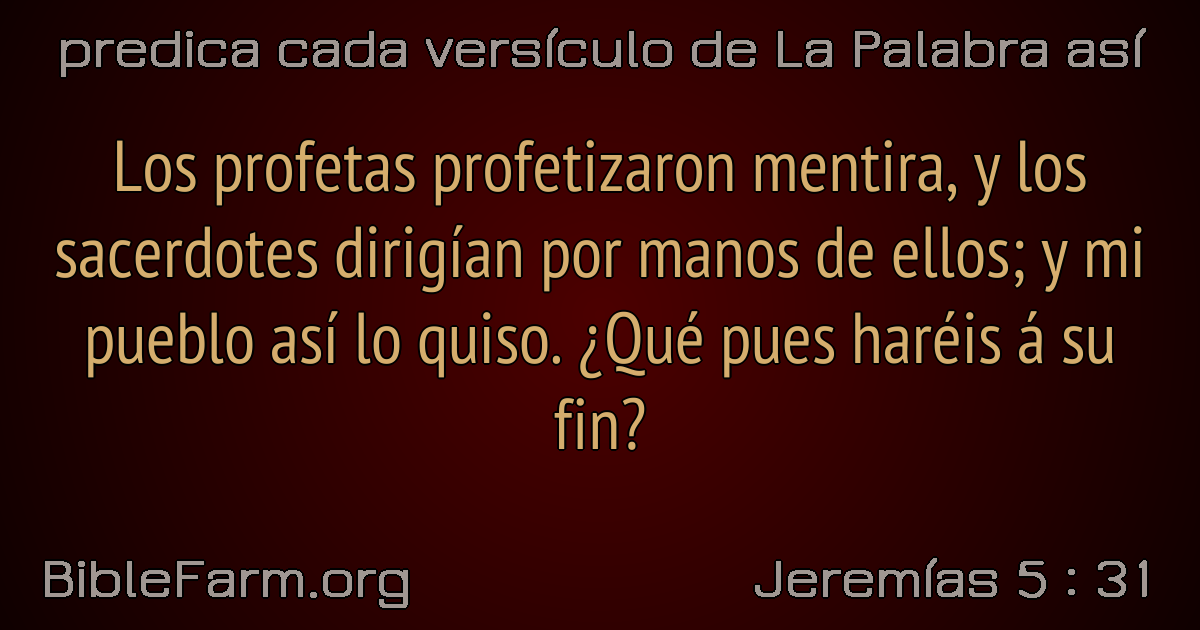 predica cada versículo de La Palabra así
Los profetas profetizaron mentira, y los
sacerdotes dirigían por manos de ellos; y mi
pueblo así lo quiso. ¿Qué pues haréis á su
fin?
BibleFarm.org
Jeremías 5 : 31